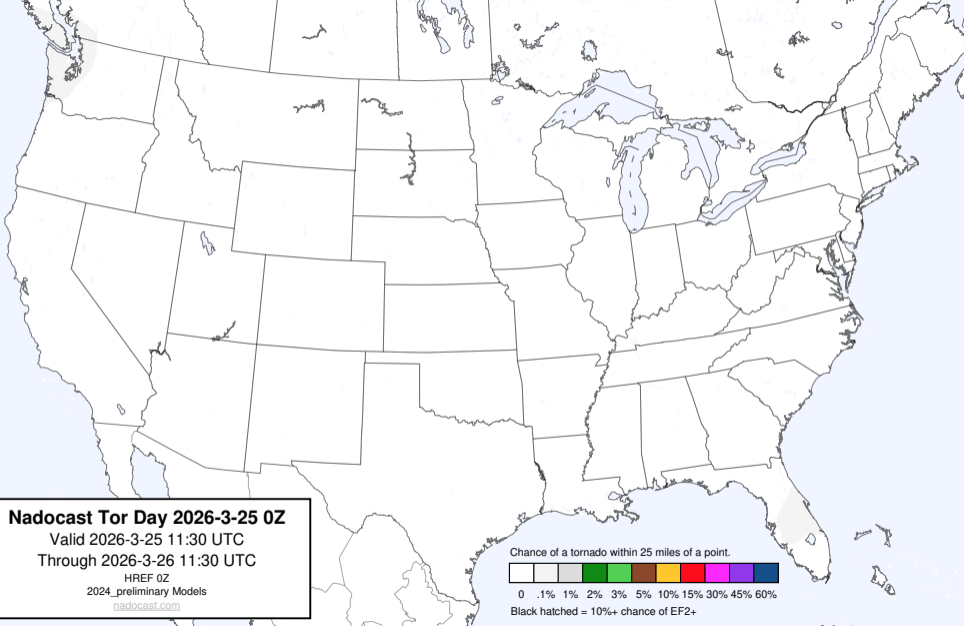 Nadocast Tor Day 2026-3-25 0Z
Valid 2026-3-25 11:30 UTC
Through 2026-3-26 11:30 UTC
HREF 0Z
2024_preliminary Models
nadocast.com
Chance of a tornado within 25 miles of a point.
0 .1% 1% 2% 3% 5% 10% 15% 30% 45% 60%
Black hatched = 10%+ chance of EF2+